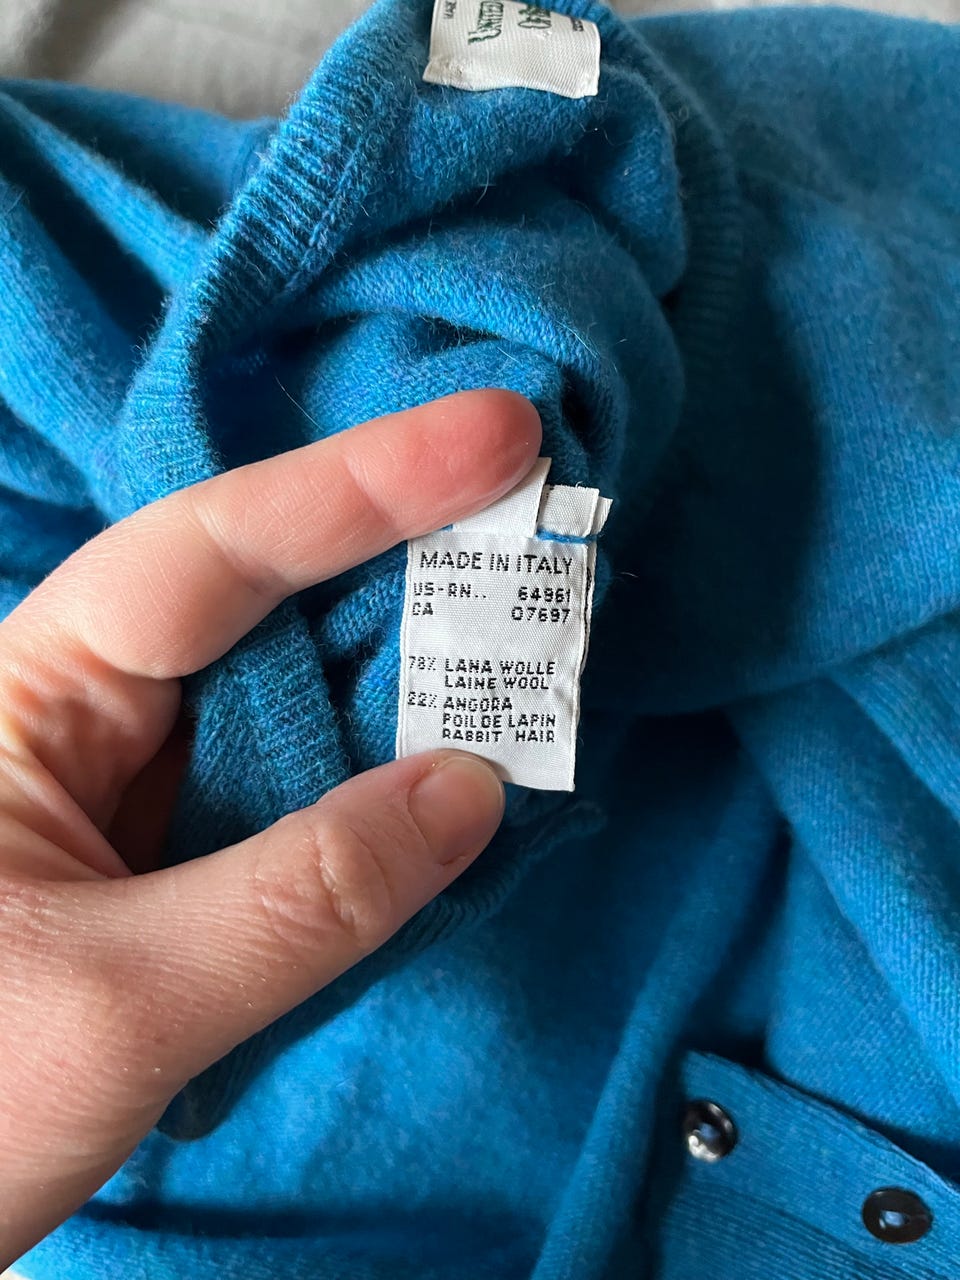 UNITED
MADE IN ITALY
US-RN.. 64961
CA 07697
78% LANA WOLLE
LAINE WOOL
22% ANGORA
POIL DE LAPIN
RABBIT HAIR